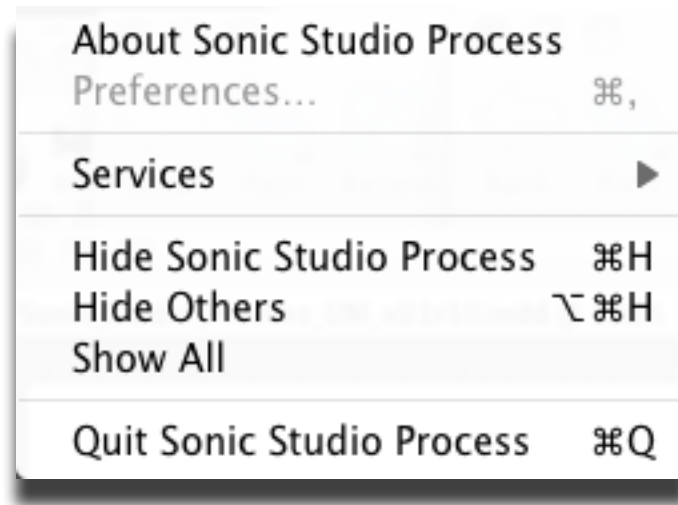 About Sonic Studio Process
Preferences... ⌘,
Services ▶
Hide Sonic Studio Process ⌘H
Hide Others ⌥⌘H
Show All
Quit Sonic Studio Process ⌘Q